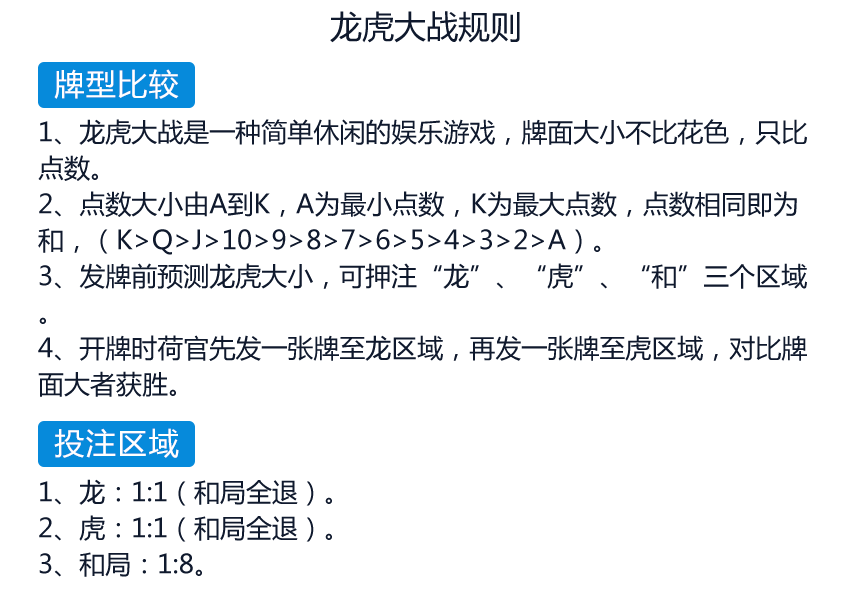 龙虎大战规则
牌型比较
1、龙虎大战是一种简单休闲的娱乐游戏，牌面大小不比花色，只比
点数。
2、点数大小由A到K，A为最小点数，K为最大点数，点数相同即为
和，（K>Q>J>10>9>8>7>6>5>4>3>2>A）。
3、发牌前预测龙虎大小，可押注“龙”、“虎”、“和”三个区域
。
4、开牌时荷官先发一张牌至龙区域，再发一张牌至虎区域，对比牌
面大者获胜。
投注区域
1、龙：1:1（和局全退）。
2、虎：1:1（和局全退）。
3、和局：1:8。